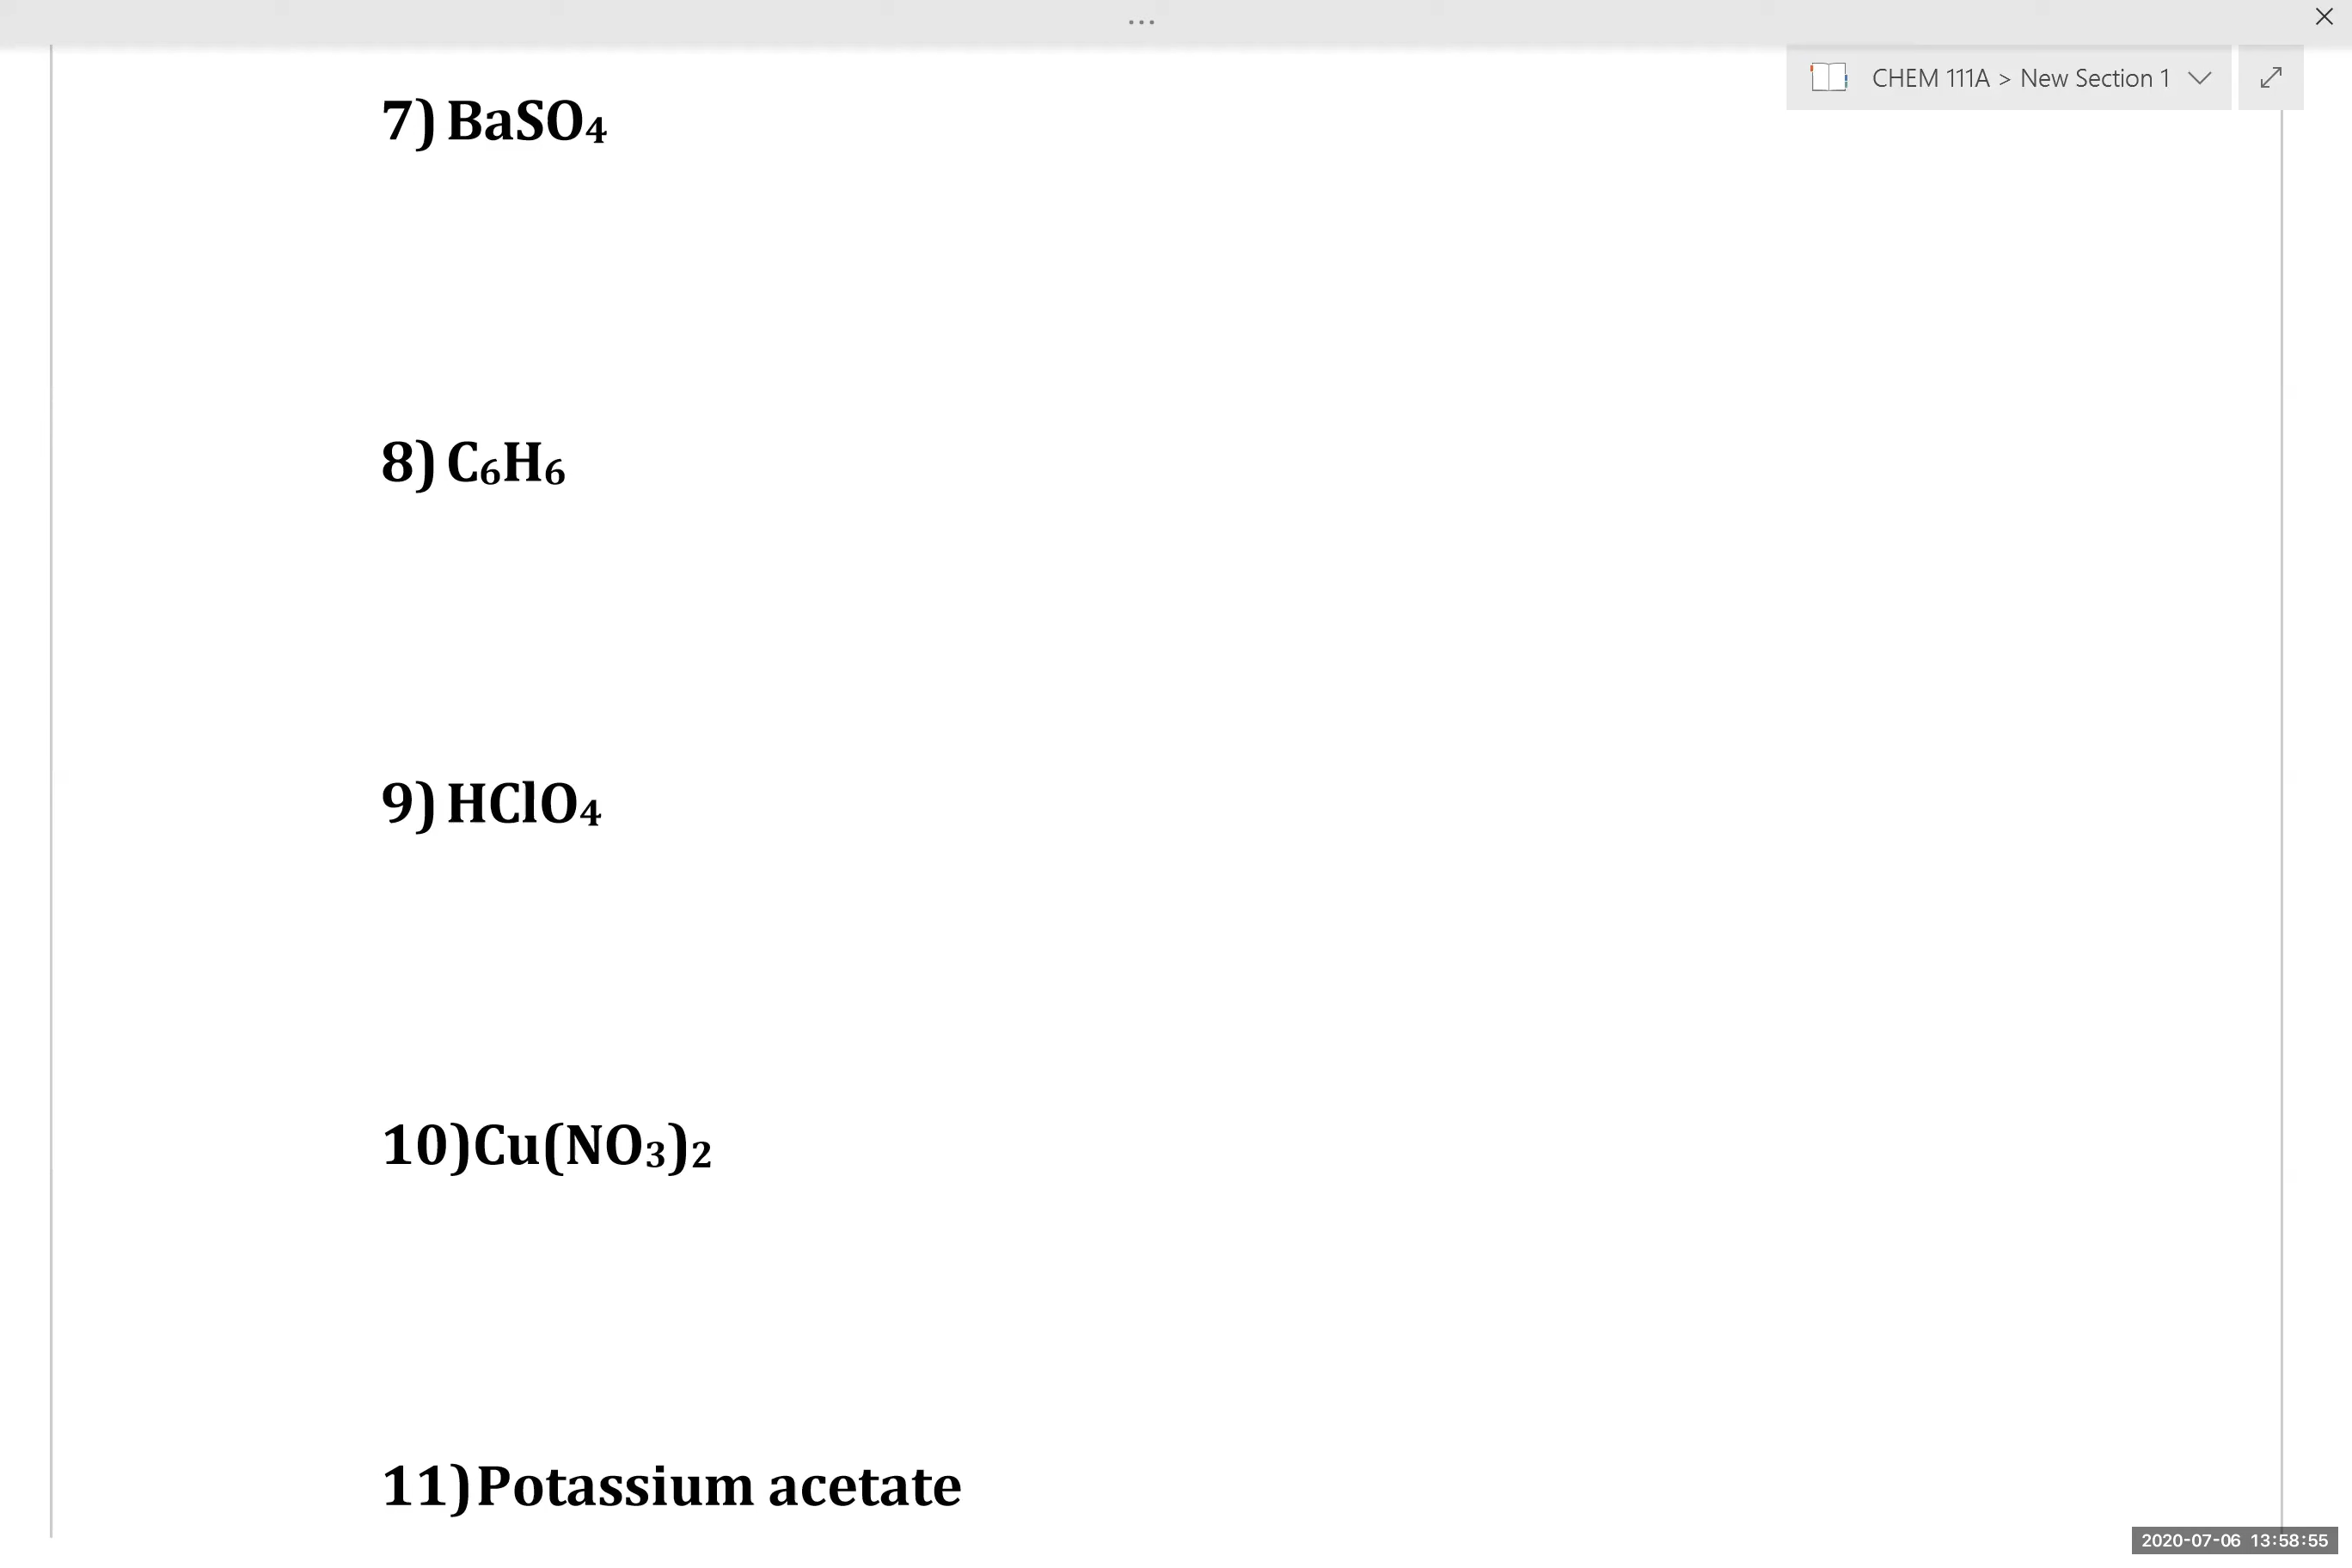 ...
CHEM 111A > New Section 1
7) BaSO₄
8) C₆H₆
9) HClO₄
10)Cu(NO₃)₂
11)Potassium acetate
2020-07-06 13:58:55